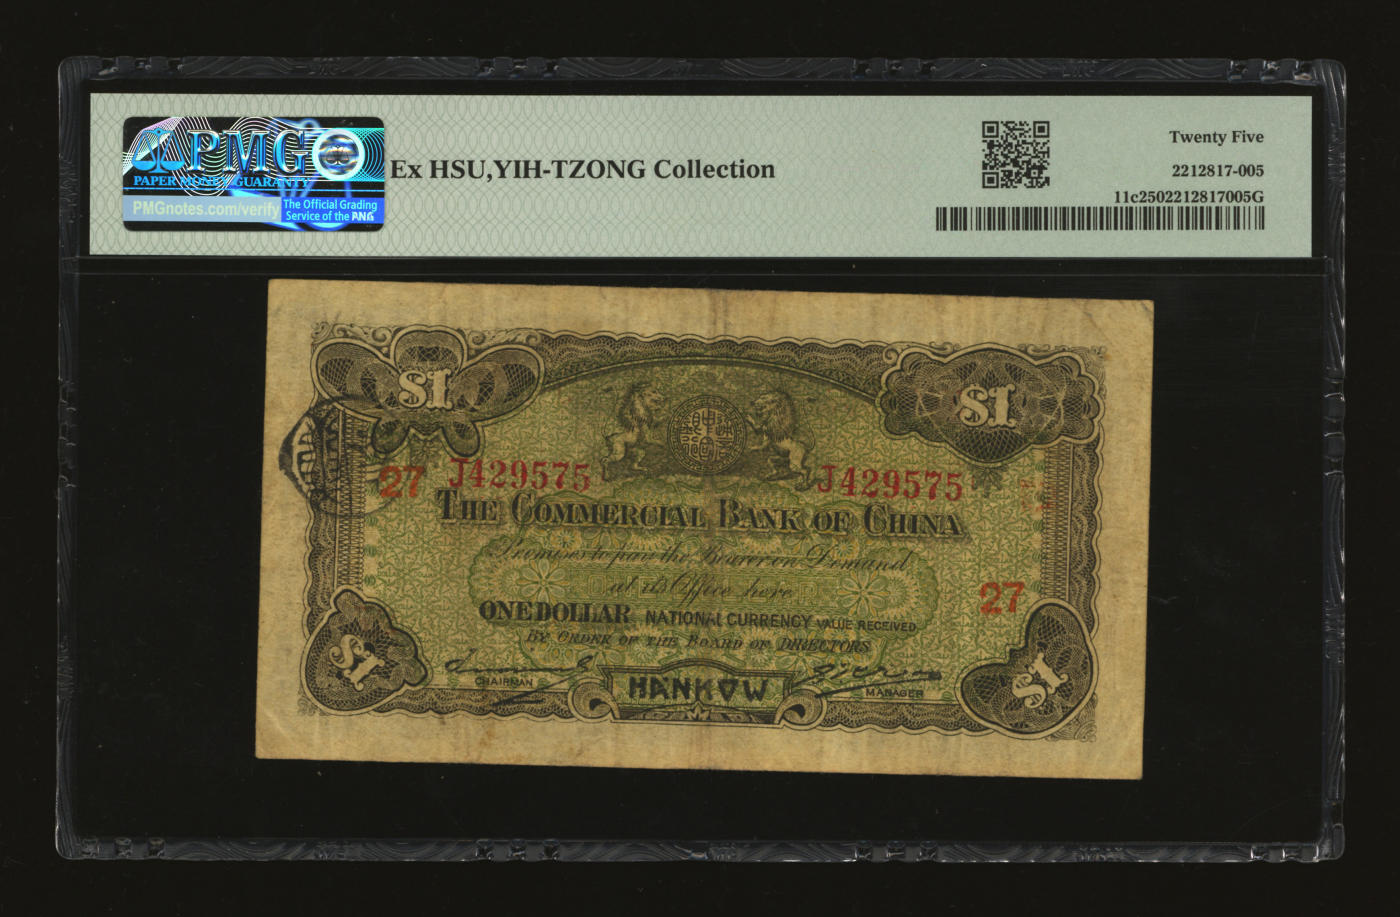 PMG
PAPER MONEY GUARANTY
PMGnotes.com/verify
The Official Grading
Service of the PNG
Ex HSU,YIH-TZONG Collection
Twenty Five
2212817-005
11c2502212817005G
$1
$1
27
J429575
J429575
THE COMMERCIAL BANK OF CHINA
Promises to pay the Bearer on Demand
at its Office here
27
ONE DOLLAR NATIONAL CURRENCY VALUE RECEIVED
BY ORDER OF THE BOARD OF DIRECTORS
CHAIRMAN
HANKOW
MANAGER
$1
$1